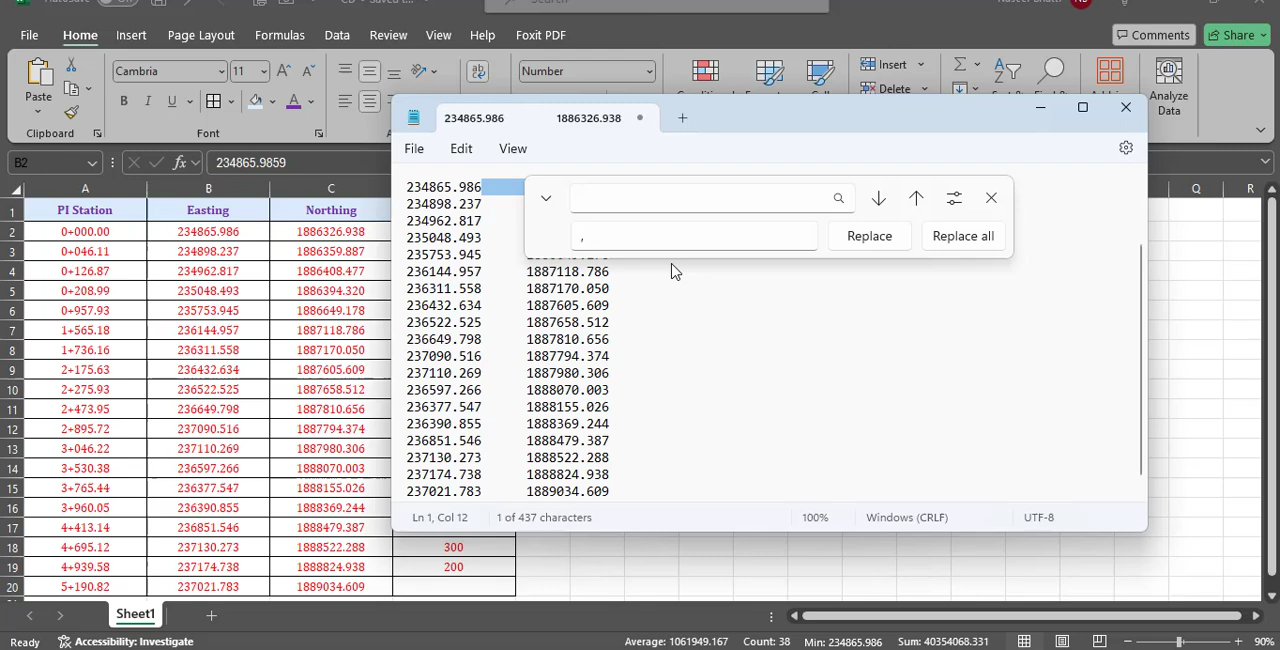 File Home Insert Page Layout Formulas Data Review View Help Foxit PDF Comments Share
Paste Cambria 11 Number Insert Delete Analyze Data
Clipboard Font
B2 234865.9859
234865.986 1886326.938
File Edit View
234865.986
234898.237
234962.817
235048.493
235753.945
236144.957 1887118.786
236311.558 1887170.050
236432.634 1887605.609
236522.525 1887658.512
236649.798 1887810.656
237090.516 1887794.374
237110.269 1887980.306
236597.266 1888070.003
236377.547 1888155.026
236390.855 1888369.244
236851.546 1888479.387
237130.273 1888522.288
237174.738 1888824.938
237021.783 1889034.609
, Replace Replace all
Ln 1, Col 12 1 of 437 characters 100% Windows (CRLF) UTF-8
A B C Q R
1 PI Station Easting Northing
2 0+000.00 234865.986 1886326.938
3 0+046.11 234898.237 1886359.887
4 0+126.87 234962.817 1886408.477
5 0+208.99 235048.493 1886394.320
6 0+957.93 235753.945 1886649.178
7 1+565.18 236144.957 1887118.786
8 1+736.16 236311.558 1887170.050
9 2+175.63 236432.634 1887605.609
10 2+275.93 236522.525 1887658.512
11 2+473.95 236649.798 1887810.656
12 2+895.72 237090.516 1887794.374
13 3+046.22 237110.269 1887980.306
14 3+530.38 236597.266 1888070.003
15 3+765.44 236377.547 1888155.026
16 3+960.05 236390.855 1888369.244
17 4+413.14 236851.546 1888479.387
18 4+695.12 237130.273 1888522.288 300
19 4+939.58 237174.738 1888824.938 200
20 5+190.82 237021.783 1889034.609
Sheet1
Ready Accessibility: Investigate Average: 1061949.167 Count: 38 Min: 234865.986 Sum: 40354068.331 90%